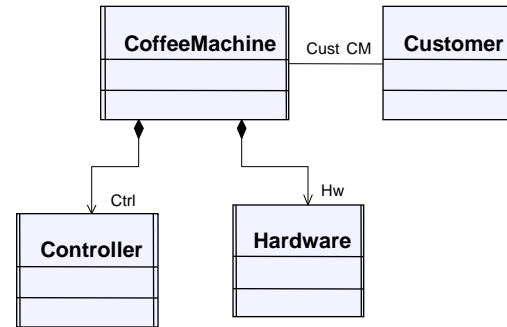 CoffeeMachine
Cust CM
Customer
Ctrl
Hw
Controller
Hardware